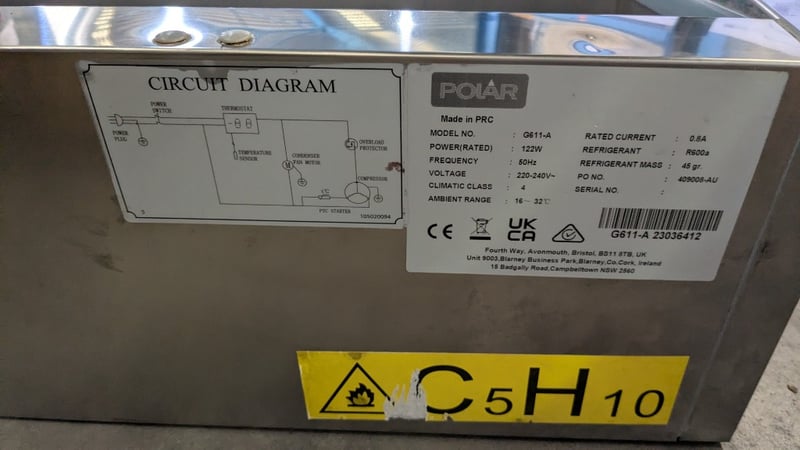 CIRCUIT DIAGRAM
POWER
SWITCH
THERMOSTAT
POWER
PLUG
TEMPERATURE
SENSOR
CONDENSER
FAN MOTOR
OVERLOAD
PROTECTOR
COMPRESSOR
PTC STARTER
3
105020094
POLAR
Made in PRC
MODEL NO. : G611-A
POWER(RATED) : 122W
FREQUENCY : 50Hz
VOLTAGE : 220-240V~
CLIMATIC CLASS : 4
AMBIENT RANGE : 16~ 32℃
RATED CURRENT : 0.8A
REFRIGERANT : R600a
REFRIGERANT MASS : 45 gr.
PO NO. : 409008-AU
SERIAL NO. :
CE
UK
CA
G611-A 23036412
Fourth Way, Avonmouth, Bristol, BS11 8TB, UK
Unit 9003,Blarney Business Park,Blarney,Co.Cork, Ireland
15 Badgally Road,Campbelltown NSW 2560
C5H10